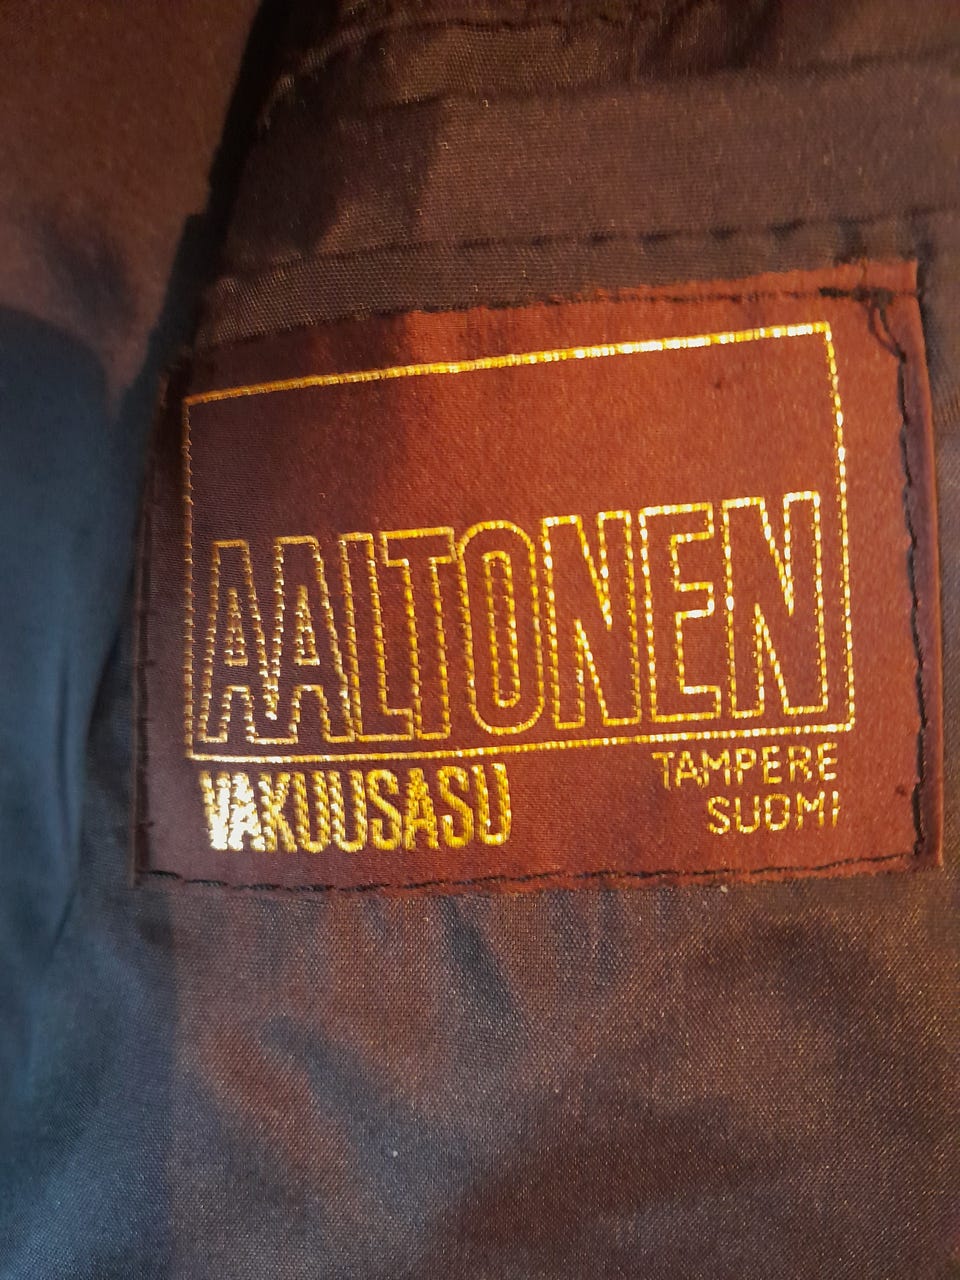 AALTONEN
VAKUUSASU
TAMPERE
SUOMI